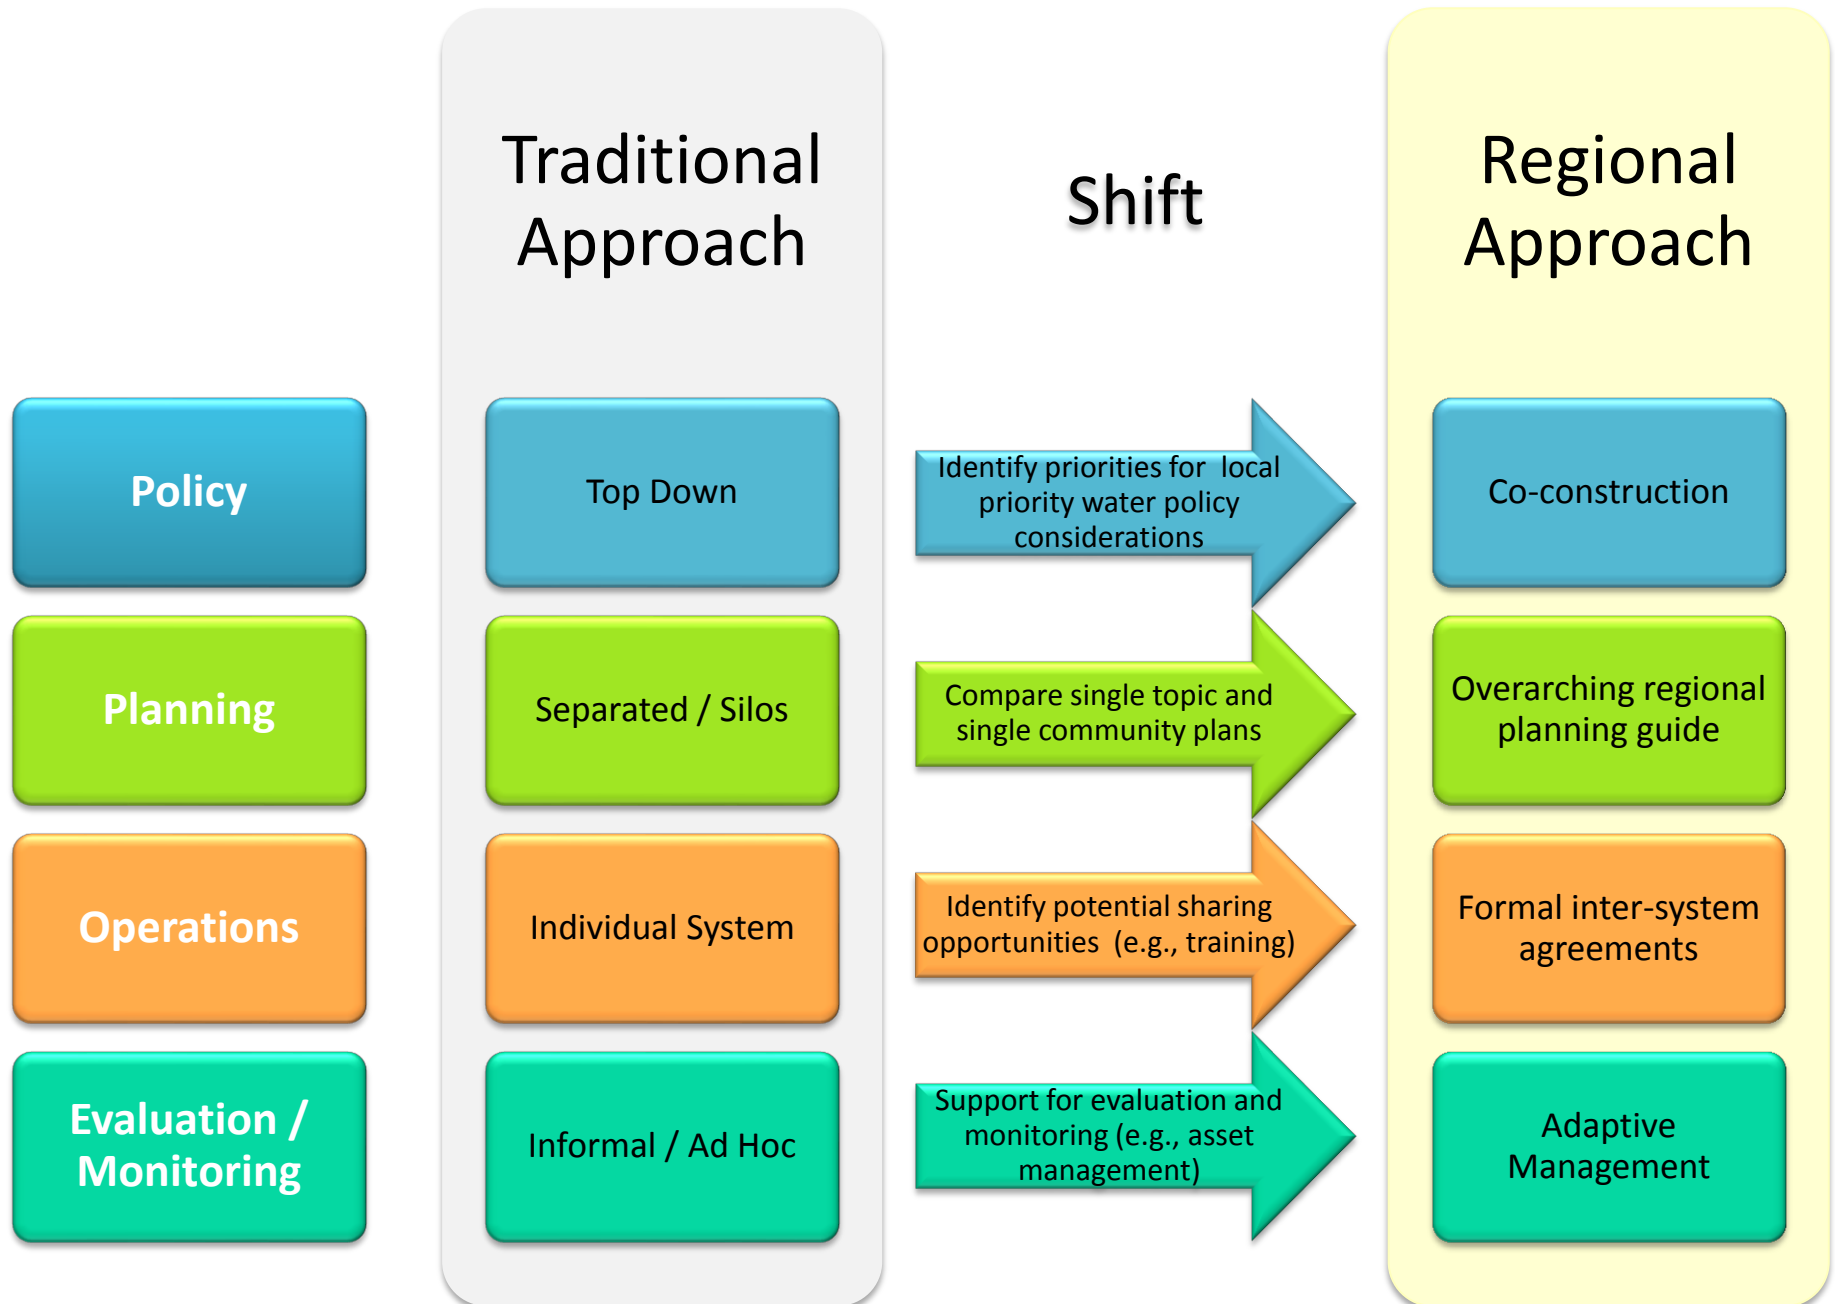 Traditional
Approach
Shift
Regional
Approach
Policy
Top Down
Identify priorities for  local
priority water policy
considerations
Co-construction
Planning
Separated / Silos
Compare single topic and
single community plans
Overarching regional
planning guide
Operations
Individual System
Identify potential sharing
opportunities  (e.g., training)
Formal inter-system
agreements
Evaluation /
Monitoring
Informal / Ad Hoc
Support for evaluation and
monitoring (e.g., asset
management)
Adaptive
Management